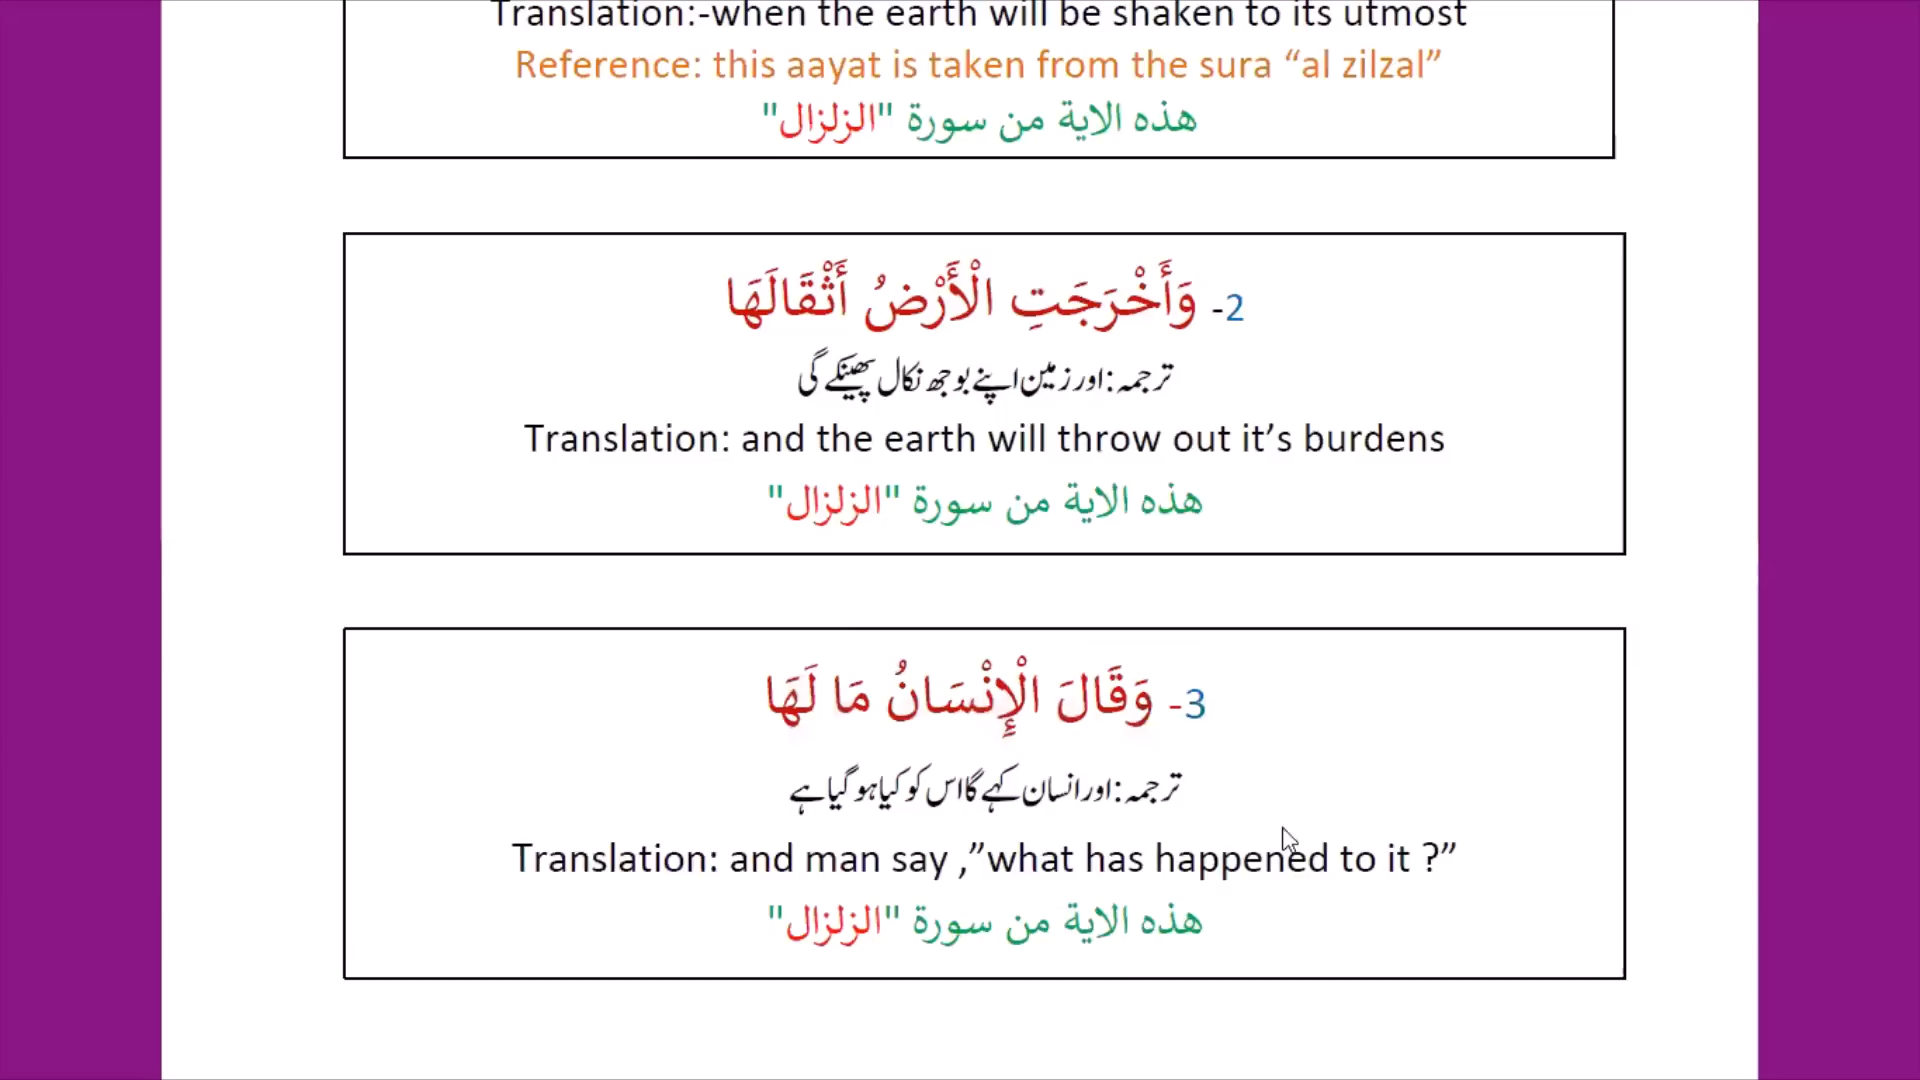 Translation:-when the earth will be shaken to its utmost
Reference: this aayat is taken from the sura “al zilzal”
هذه الاية من سورة "الزلزال"
2- وَأَخْرَجَتِ الْأَرْضُ أَثْقَالَهَا
ترجمہ: اور زمین اپنے بوجھ نکال پھینکے گی
Translation: and the earth will throw out it’s burdens
هذه الاية من سورة "الزلزال"
3- وَقَالَ الْإِنْسَانُ مَا لَهَا
ترجمہ: اور انسان کہے گا اس کو کیا ہو گیا ہے
Translation: and man say ,”what has happened to it ?”
هذه الاية من سورة "الزلزال"